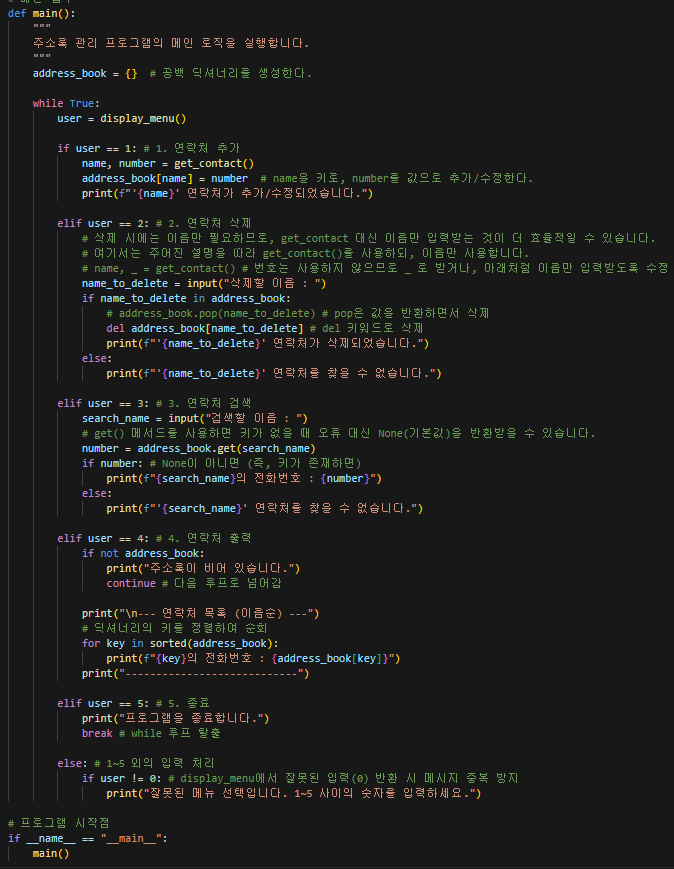 def main():
    """
    주소록 관리 프로그램의 메인 로직을 실행합니다.
    """
    address_book = {}  # 공백 딕셔너리를 생성한다.

    while True:
        user = display_menu()

        if user == 1: # 1. 연락처 추가
            name, number = get_contact()
            address_book[name] = number  # name을 키로, number를 값으로 추가/수정한다.
            print(f"'{name}' 연락처가 추가/수정되었습니다.")

        elif user == 2: # 2. 연락처 삭제
            # 삭제 시에는 이름만 필요하므로, get_contact 대신 이름만 입력받는 것이 더 효율적일 수 있습니다.
            # 여기서는 주어진 설명을 따라 get_contact()를 사용하되, 이름만 사용합니다.
            # name, _ = get_contact() # 번호는 사용하지 않으므로 _ 로 받거나, 아래처럼 이름만 입력받도록 수정
            name_to_delete = input("삭제할 이름 : ")
            if name_to_delete in address_book:
                # address_book.pop(name_to_delete) # pop은 값을 반환하면서 삭제
                del address_book[name_to_delete] # del 키워드로 삭제
                print(f"'{name_to_delete}' 연락처가 삭제되었습니다.")
            else:
                print(f"'{name_to_delete}' 연락처를 찾을 수 없습니다.")

        elif user == 3: # 3. 연락처 검색
            search_name = input("검색할 이름 : ")
            # get() 메서드를 사용하면 키가 없을 때 오류 대신 None(기본값)을 반환받을 수 있습니다.
            number = address_book.get(search_name)
            if number: # None이 아니면 (즉, 키가 존재하면)
                print(f"{search_name}의 전화번호 : {number}")
            else:
                print(f"'{search_name}' 연락처를 찾을 수 없습니다.")

        elif user == 4: # 4. 연락처 출력
            if not address_book:
                print("주소록이 비어 있습니다.")
                continue # 다음 루프로 넘어감

            print("\n--- 연락처 목록 (이름순) ---")
            # 딕셔너리의 키를 정렬하여 순회
            for key in sorted(address_book):
                print(f"{key}의 전화번호 : {address_book[key]}")
            print("---------------------------")

        elif user == 5: # 5. 종료
            print("프로그램을 종료합니다.")
            break # while 루프 탈출

        else: # 1~5 외의 입력 처리
            if user != 0: # display_menu에서 잘못된 입력(0) 반환 시 메시지 중복 방지
                print("잘못된 메뉴 선택입니다. 1~5 사이의 숫자를 입력하세요.")

# 프로그램 시작점
if __name__ == "__main__":
    main()